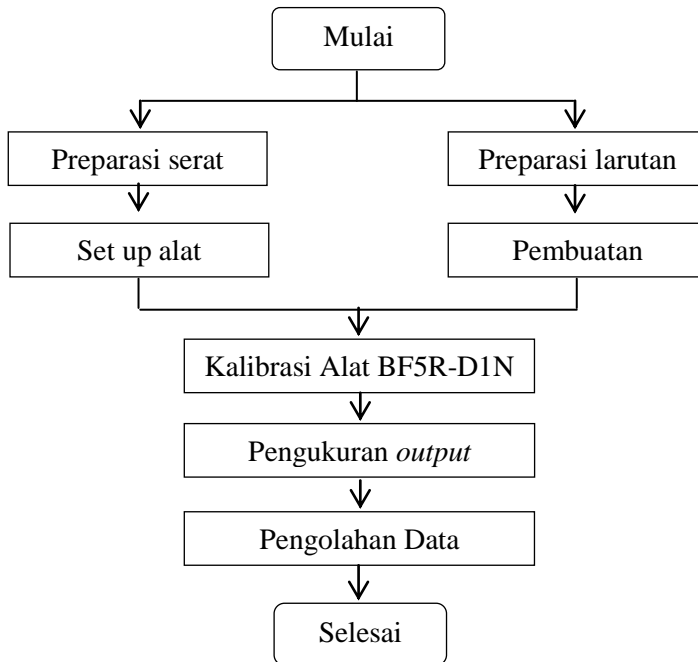 Mulai
Preparasi serat
Preparasi larutan
Set up alat
Pembuatan
Kalibrasi Alat BF5R-D1N
Pengukuran output
Pengolahan Data
Selesai